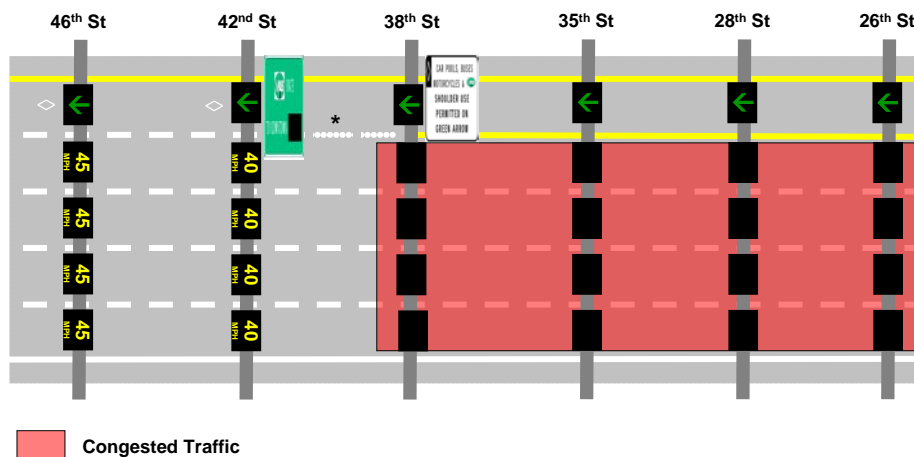 46th St
42nd St
38th St
35th St
28th St
26th St
CAR POOLS, BUSES
MOTORCYCLES &
SHOULDER USE
PERMITTED ON
GREEN ARROW
*
45 MPH
40 MPH
45 MPH
40 MPH
45 MPH
40 MPH
45 MPH
40 MPH
Congested Traffic